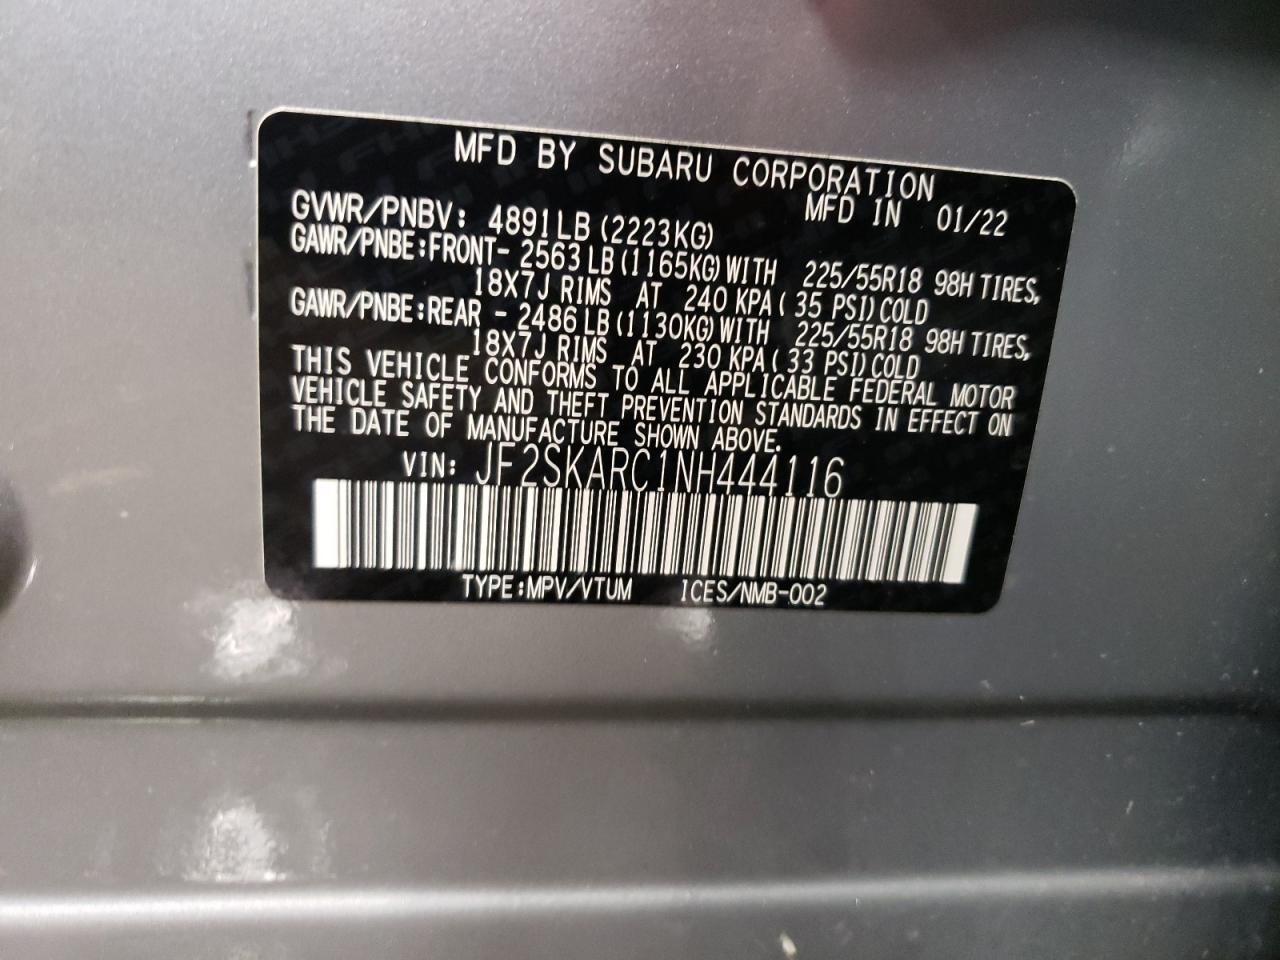 MFD BY SUBARU CORPORATION
MFD IN 01/22
GVWR/PNBV: 4891LB (2223KG)
GAWR/PNBE:FRONT- 2563 LB (1165KG) WITH 225/55R18 98H TIRES,
18X7J RIMS AT 240 KPA ( 35 PSI) COLD
GAWR/PNBE:REAR - 2486 LB (1130KG) WITH 225/55R18 98H TIRES,
18X7J RIMS AT 230 KPA ( 33 PSI) COLD
THIS VEHICLE CONFORMS TO ALL APPLICABLE FEDERAL MOTOR
VEHICLE SAFETY AND THEFT PREVENTION STANDARDS IN EFFECT ON
THE DATE OF MANUFACTURE SHOWN ABOVE.
VIN: JF2SKARC1NH444116
TYPE:MPV/VTUM ICES/NMB-002